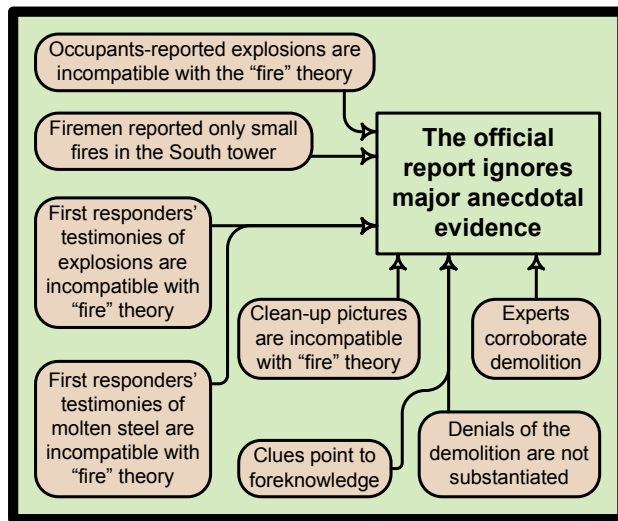 Occupants-reported explosions are
incompatible with the “fire” theory
Firemen reported only small
fires in the South tower
The official
report ignores
major anecdotal
evidence
First responders’
testimonies of
explosions are
incompatible with
“fire” theory
Clean-up pictures
are incompatible
with “fire” theory
Experts
corroborate
demolition
First responders’
testimonies of
molten steel are
incompatible with
“fire” theory
Clues point to
foreknowledge
Denials of the
demolition are not
substantiated